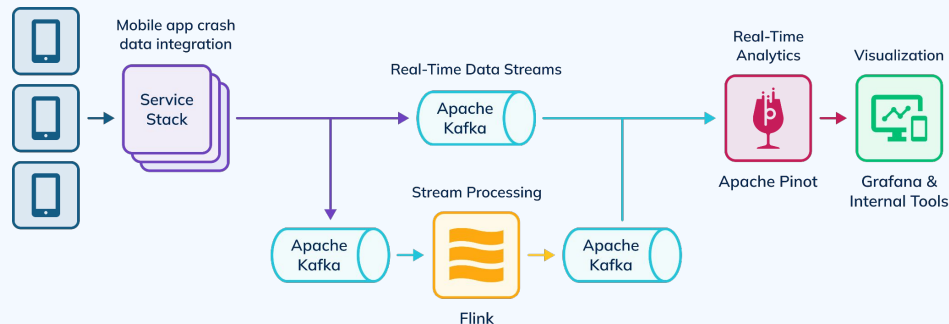 Mobile app crash
data integration
Service
Stack
Real-Time Data Streams
Apache
Kafka
Real-Time
Analytics
Apache Pinot
Visualization
Grafana &
Internal Tools
Stream Processing
Apache
Kafka
Flink
Apache
Kafka